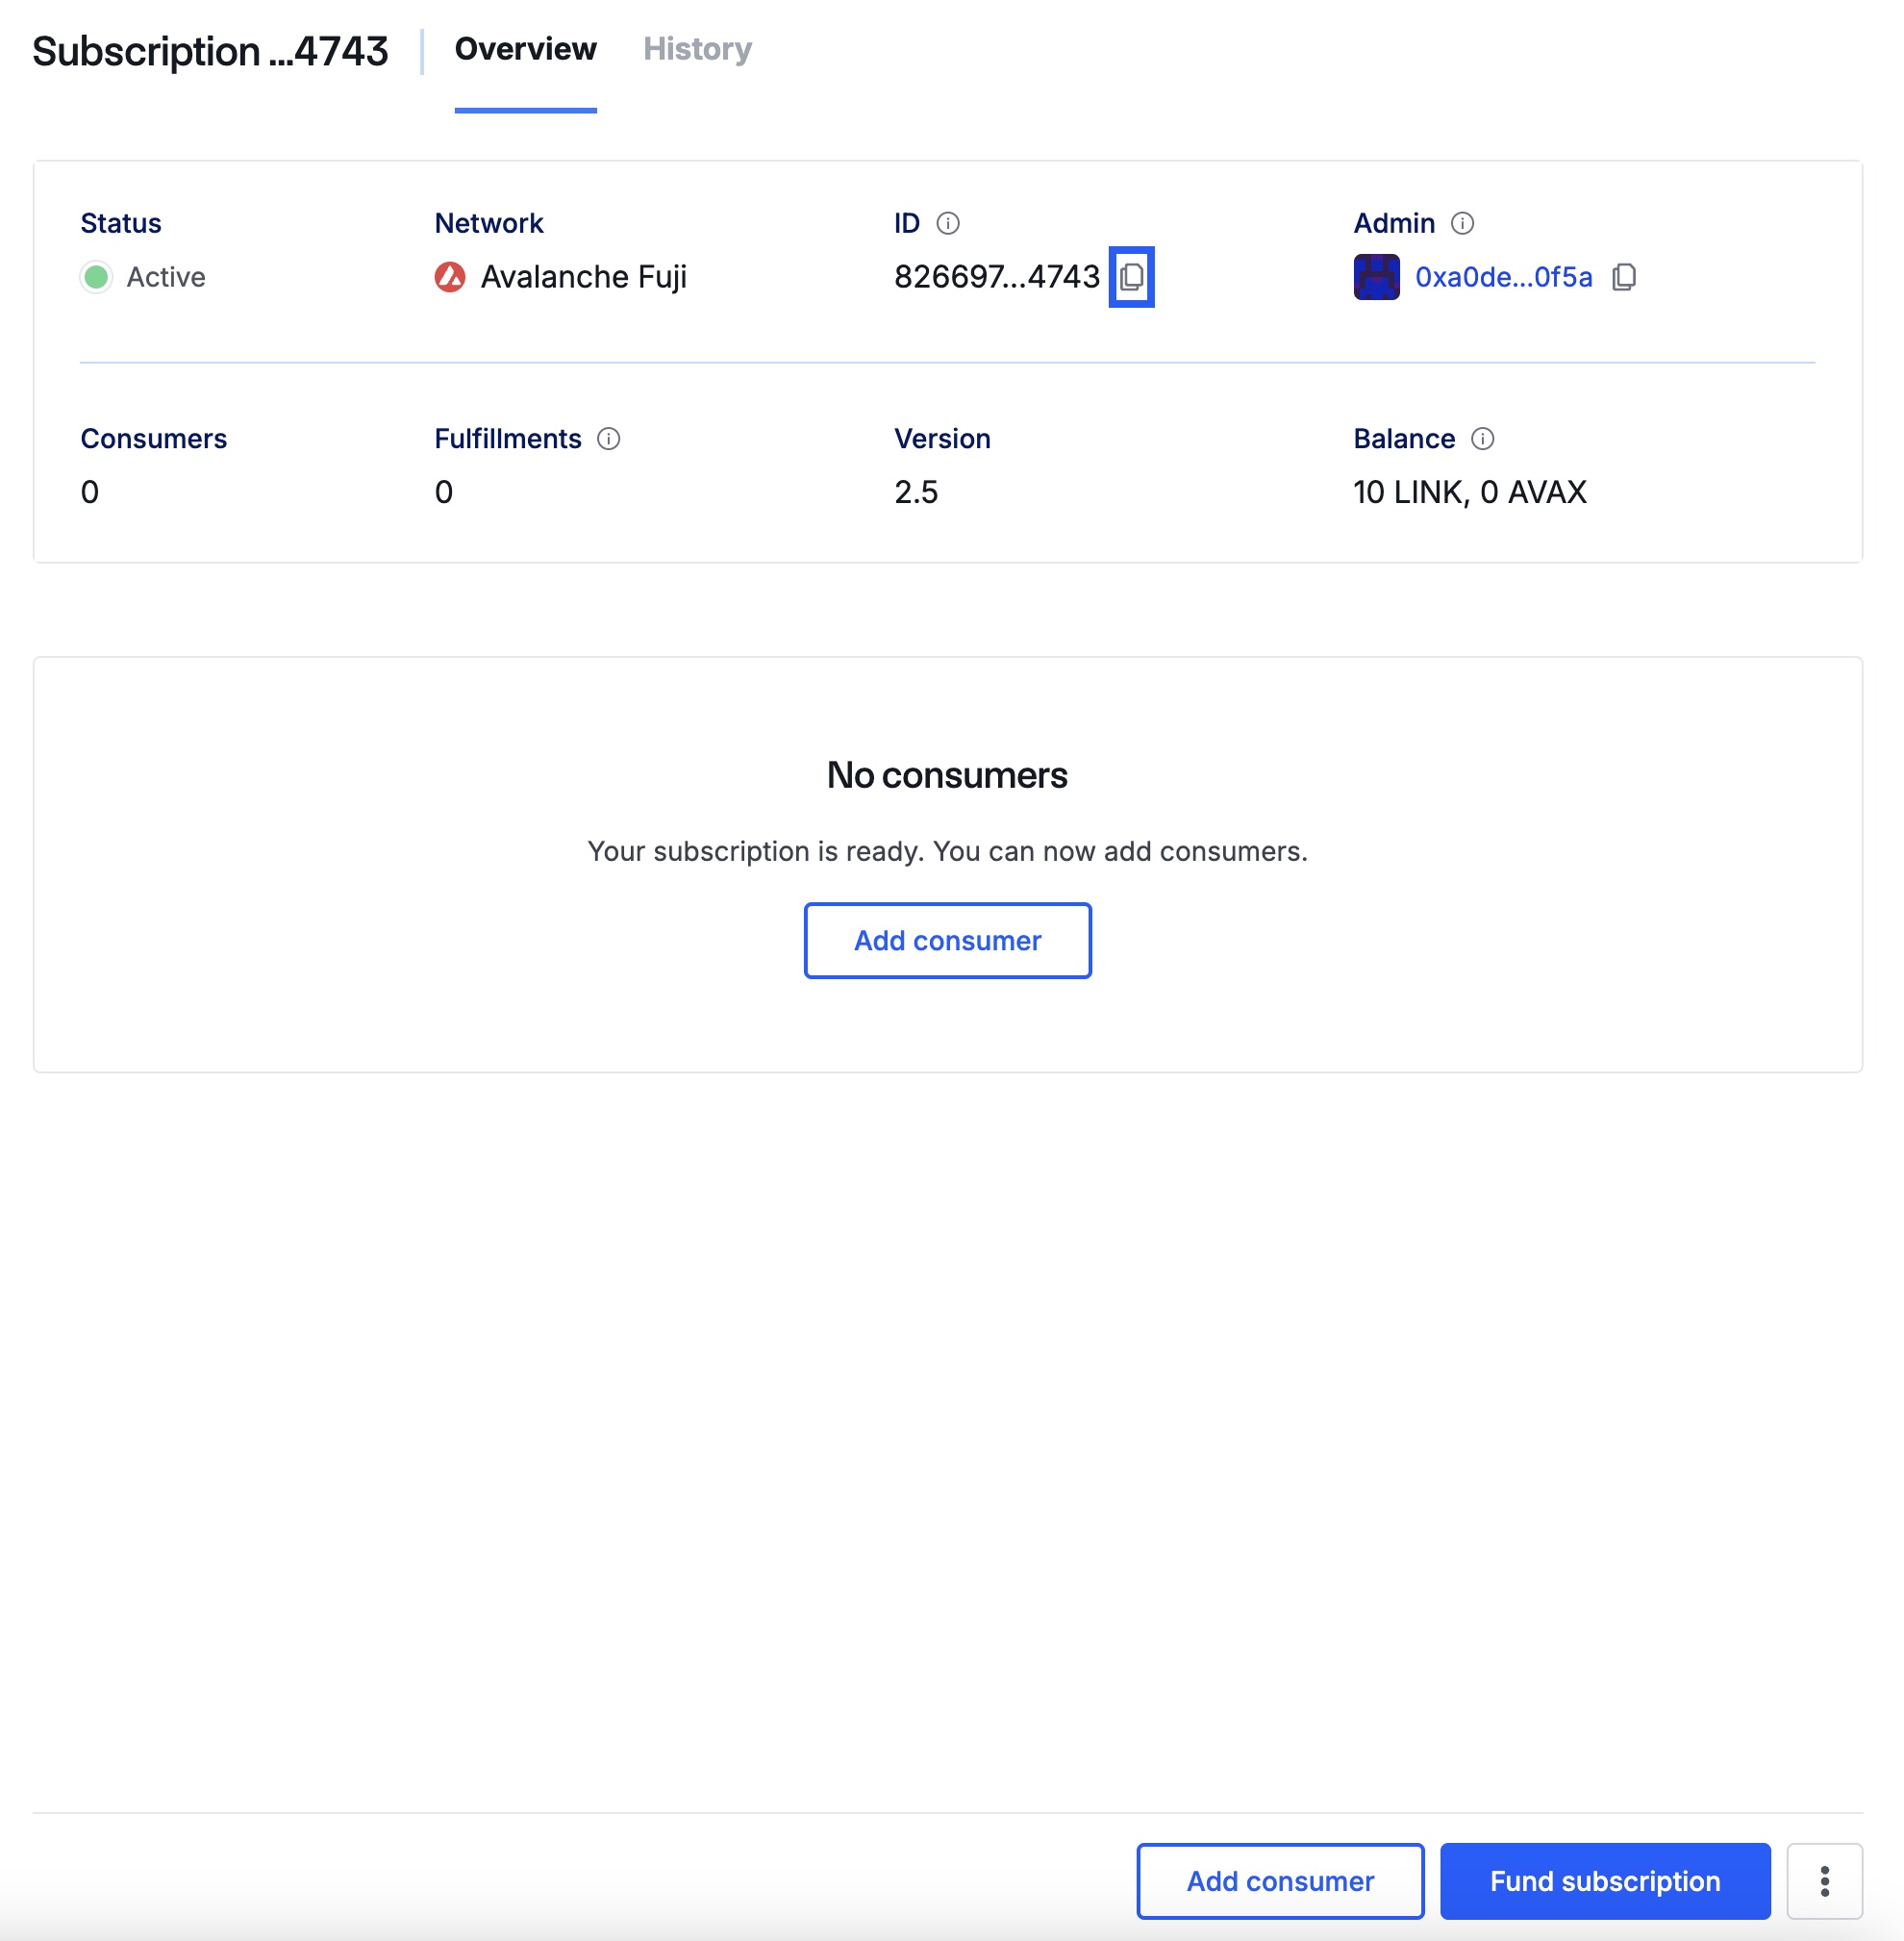 Subscription ...4743 Overview History
Status Network ID Admin
Active Avalanche Fuji 826697...4743 0xa0de...0f5a
Consumers Fulfillments Version Balance
0 0 2.5 10 LINK, 0 AVAX
No consumers
Your subscription is ready. You can now add consumers.
Add consumer
Add consumer Fund subscription